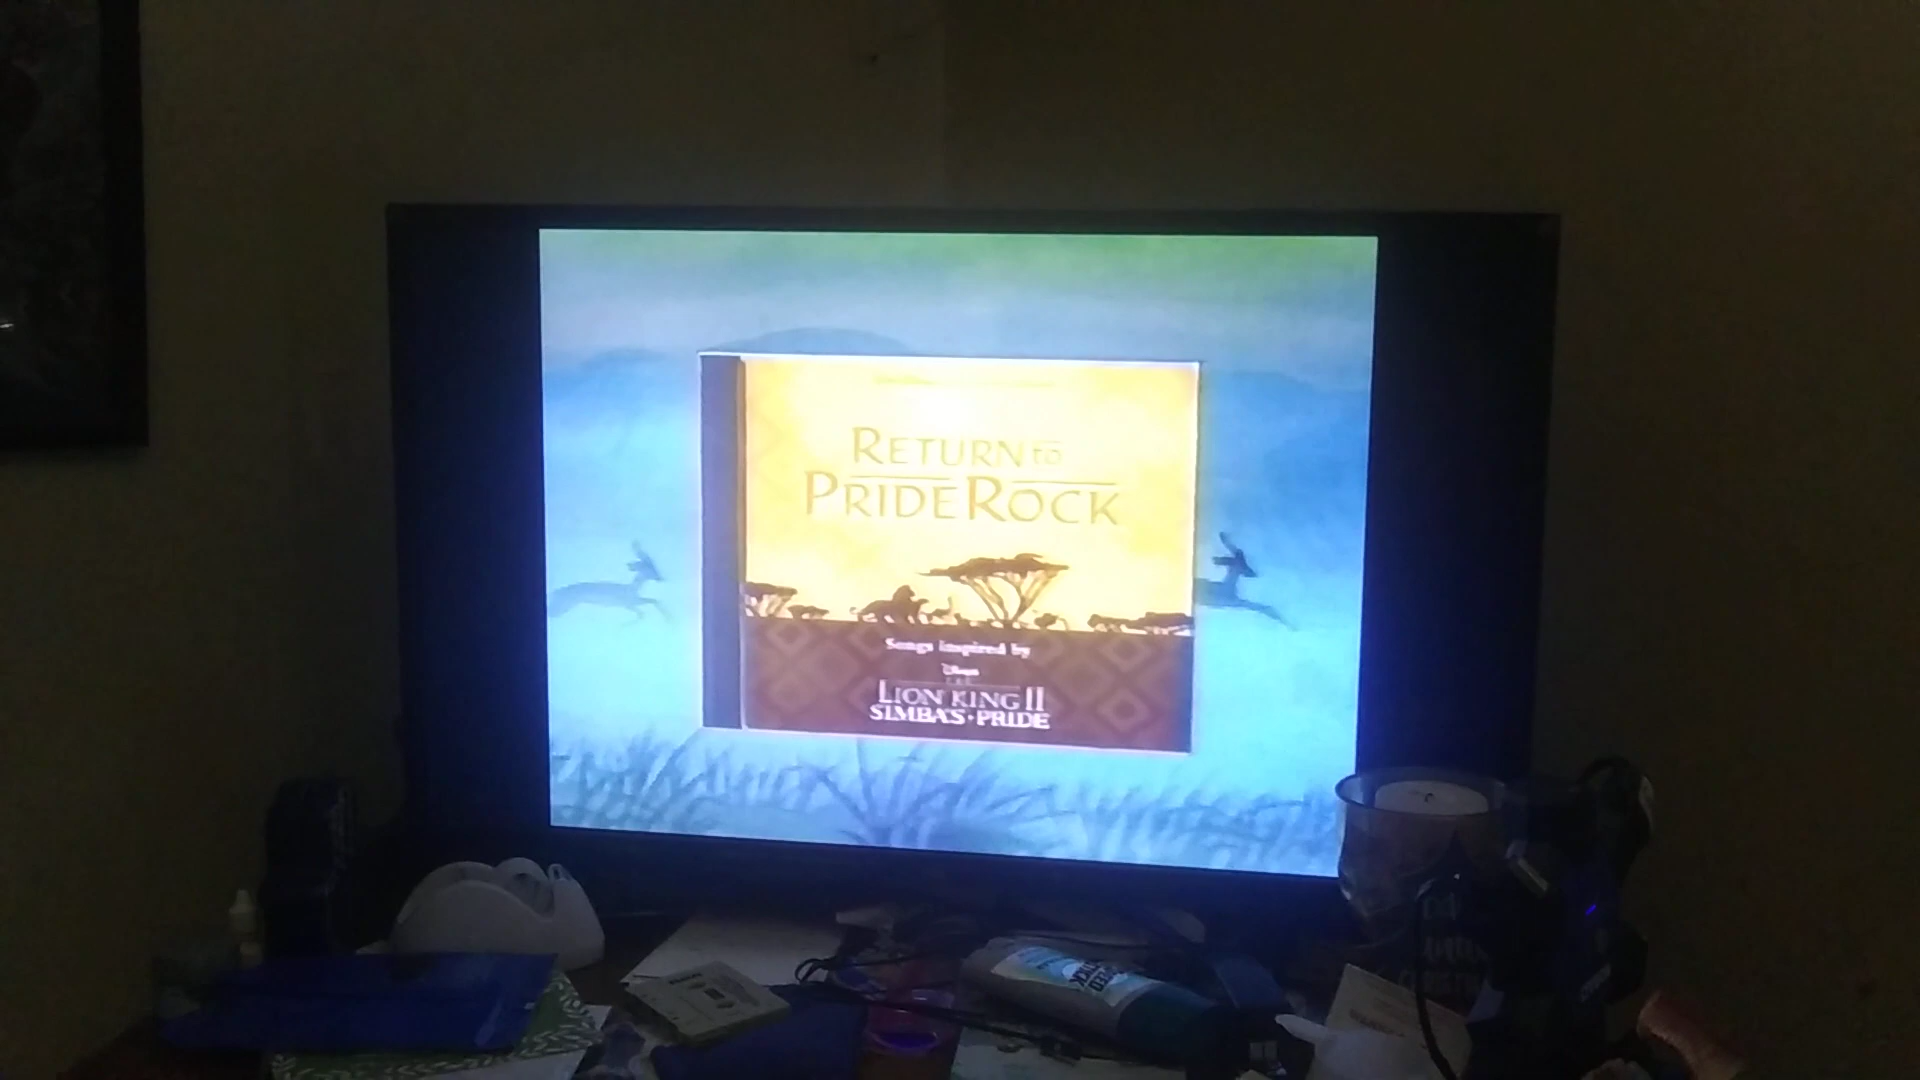 RETURN TO
PRIDE ROCK
Songs inspired by
Disney's
THE
LION KING II
SIMBA'S • PRIDE